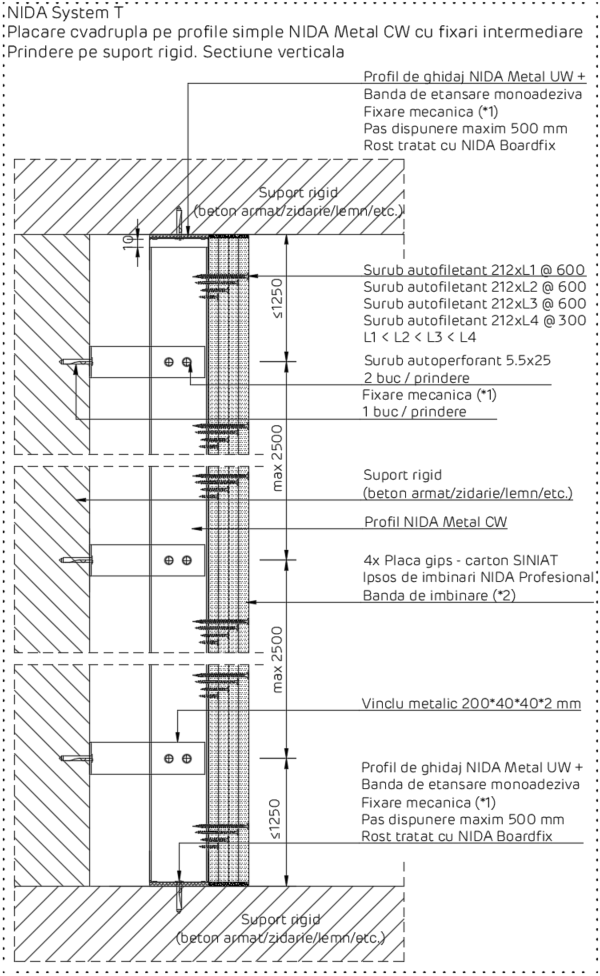 NIDA System T
Placare cvadrupla pe profile simple NIDA Metal CW cu fixari intermediare
Prindere pe suport rigid. Sectiune verticala
Profil de ghidaj NIDA Metal UW +
Banda de etansare monoadeziva
Fixare mecanica (*1)
Pas dispunere maxim 500 mm
Rost tratat cu NIDA Boardfix
Suport rigid
(beton armat/zidarie/lemn/etc.)
10
≤1250
Surub autofiletant 212xL1 @ 600
Surub autofiletant 212xL2 @ 600
Surub autofiletant 212xL3 @ 600
Surub autofiletant 212xL4 @ 300
L1 < L2 < L3 < L4
Surub autoperforant 5.5x25
2 buc / prindere
Fixare mecanica (*1)
1 buc / prindere
max 2500
Suport rigid
(beton armat/zidarie/lemn/etc.)
Profil NIDA Metal CW
4x Placa gips - carton SINIAT
Ipsos de imbinari NIDA Profesional
Banda de imbinare (*2)
max 2500
Vinclu metalic 200*40*40*2 mm
Profil de ghidaj NIDA Metal UW +
Banda de etansare monoadeziva
Fixare mecanica (*1)
Pas dispunere maxim 500 mm
Rost tratat cu NIDA Boardfix
≤1250
Suport rigid
(beton armat/zidarie/lemn/etc.)